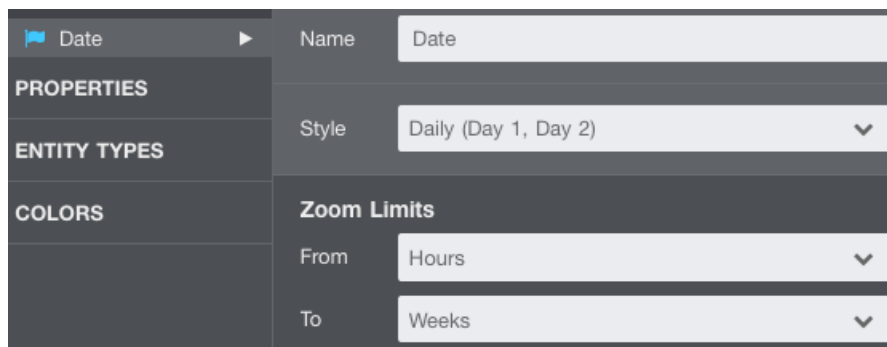 Date
PROPERTIES
ENTITY TYPES
COLORS
Name Date
Style Daily (Day 1, Day 2)
Zoom Limits
From Hours
To Weeks